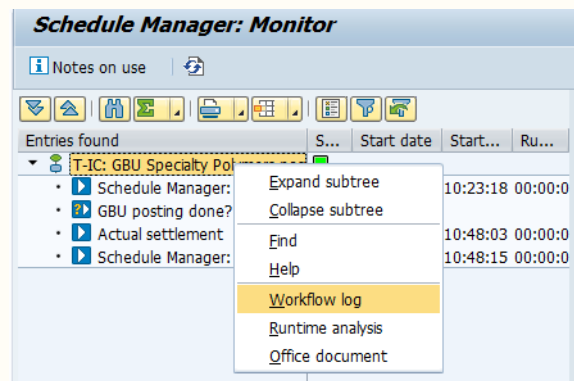 Schedule Manager: Monitor
Notes on use
Entries found S... Start date Start... Ru...
T-IC: GBU Specialty
Schedule Manager: 10:23:18 00:00:0
GBU posting done?
Actual settlement 10:48:03 00:00:0
Schedule Manager: 10:48:15 00:00:0
Expand subtree
Collapse subtree
Find
Help
Workflow log
Runtime analysis
Office document